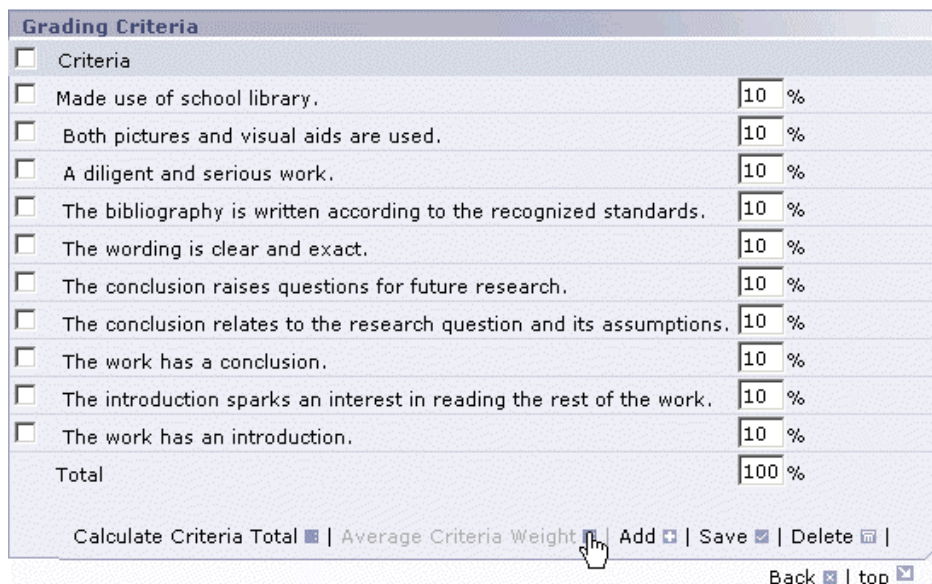 Grading Criteria
Criteria
Made use of school library. 10 %
Both pictures and visual aids are used. 10 %
A diligent and serious work. 10 %
The bibliography is written according to the recognized standards. 10 %
The wording is clear and exact. 10 %
The conclusion raises questions for future research. 10 %
The conclusion relates to the research question and its assumptions. 10 %
The work has a conclusion. 10 %
The introduction sparks an interest in reading the rest of the work. 10 %
The work has an introduction. 10 %
Total 100 %
Calculate Criteria Total | Average Criteria Weight | Add | Save | Delete |
Back | top